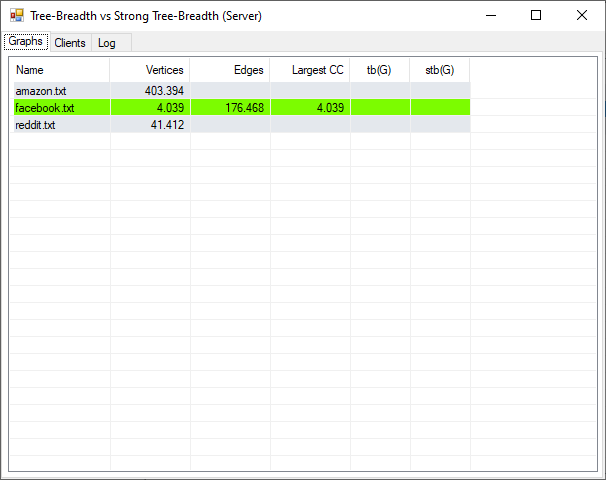 Tree-Breadth vs Strong Tree-Breadth (Server)
Graphs Clients Log
Name Vertices Edges Largest CC tb(G) stb(G)
amazon.txt 403.394
facebook.txt 4.039 176.468 4.039
reddit.txt 41.412